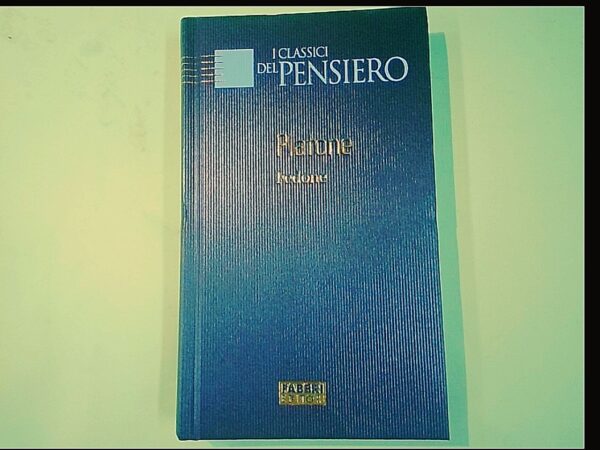 I CLASSICI
DEL PENSIERO
Platone
Fedone
FABBRI
EDITORI